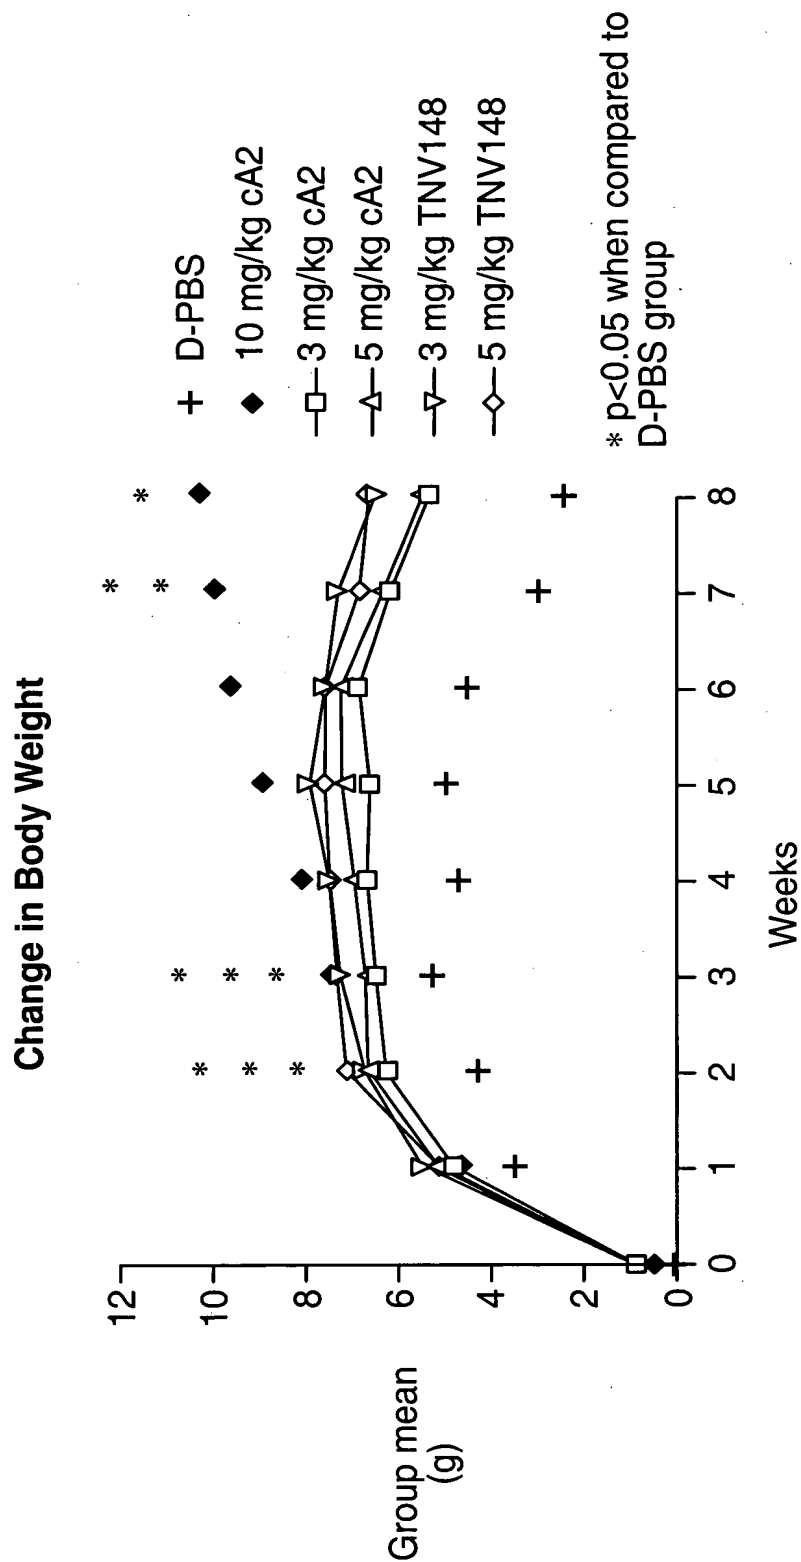 Change in Body Weight
Group mean
(g)
12
10
8
6
4
2
0
0 1 2 3 4 5 6 7 8
Weeks
* * *
* * *
* *
*
D-PBS
10 mg/kg cA2
3 mg/kg cA2
5 mg/kg cA2
3 mg/kg TNV148
5 mg/kg TNV148
* p<0.05 when compared to
D-PBS group